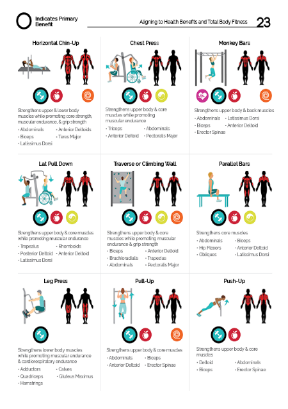 Indicates Primary
Benefit
Aligning to Health Benefits and Total Body Fitness
23
Horizontal Chin-Up
Strengthens upper & lower body
muscles while promoting core strength,
muscular endurance & grip strength
• Abdominals
• Biceps
• Latissimus Dorsi
• Anterior Deltoids
• Teres Major
Chest Press
Strengthens upper body & core
muscles while promoting
muscular endurance
• Triceps
• Anterior Deltoid
• Abdominals
• Pectoralis Major
Monkey Bars
Strengthens upper body & back muscles
• Abdominals
• Biceps
• Erector Spinae
• Latissimus Dorsi
• Anterior Deltoid
Lat Pull Down
Strengthens upper body & core muscles
while promoting muscular endurance
• Trapezius
• Posterior Deltoid
• Latissimus Dorsi
• Rhomboids
• Anterior Deltoid
Traverse or Climbing Wall
Strengthens upper body & core
muscles while promoting muscular
endurance & grip strength
• Biceps
• Brachioradialis
• Abdominals
• Anterior Deltoid
• Trapezius
• Pectoralis Major
Parallel Bars
Strengthens core muscles
• Abdominals
• Hip Flexors
• Obliques
• Biceps
• Anterior Deltoid
• Latissimus Dorsi
Leg Press
Strengthens lower body muscles
while promoting muscular endurance
& cardiorespiratory endurance
• Adductors
• Quadriceps
• Hamstrings
• Calves
• Gluteus Maximus
Pull-Up
Strengthens upper body & core muscles
• Abdominals
• Anterior Deltoid
• Biceps
• Erector Spinae
Push-Up
Strengthens upper body & core
muscles
• Deltoid
• Biceps
• Abdominals
• Erector Spinae